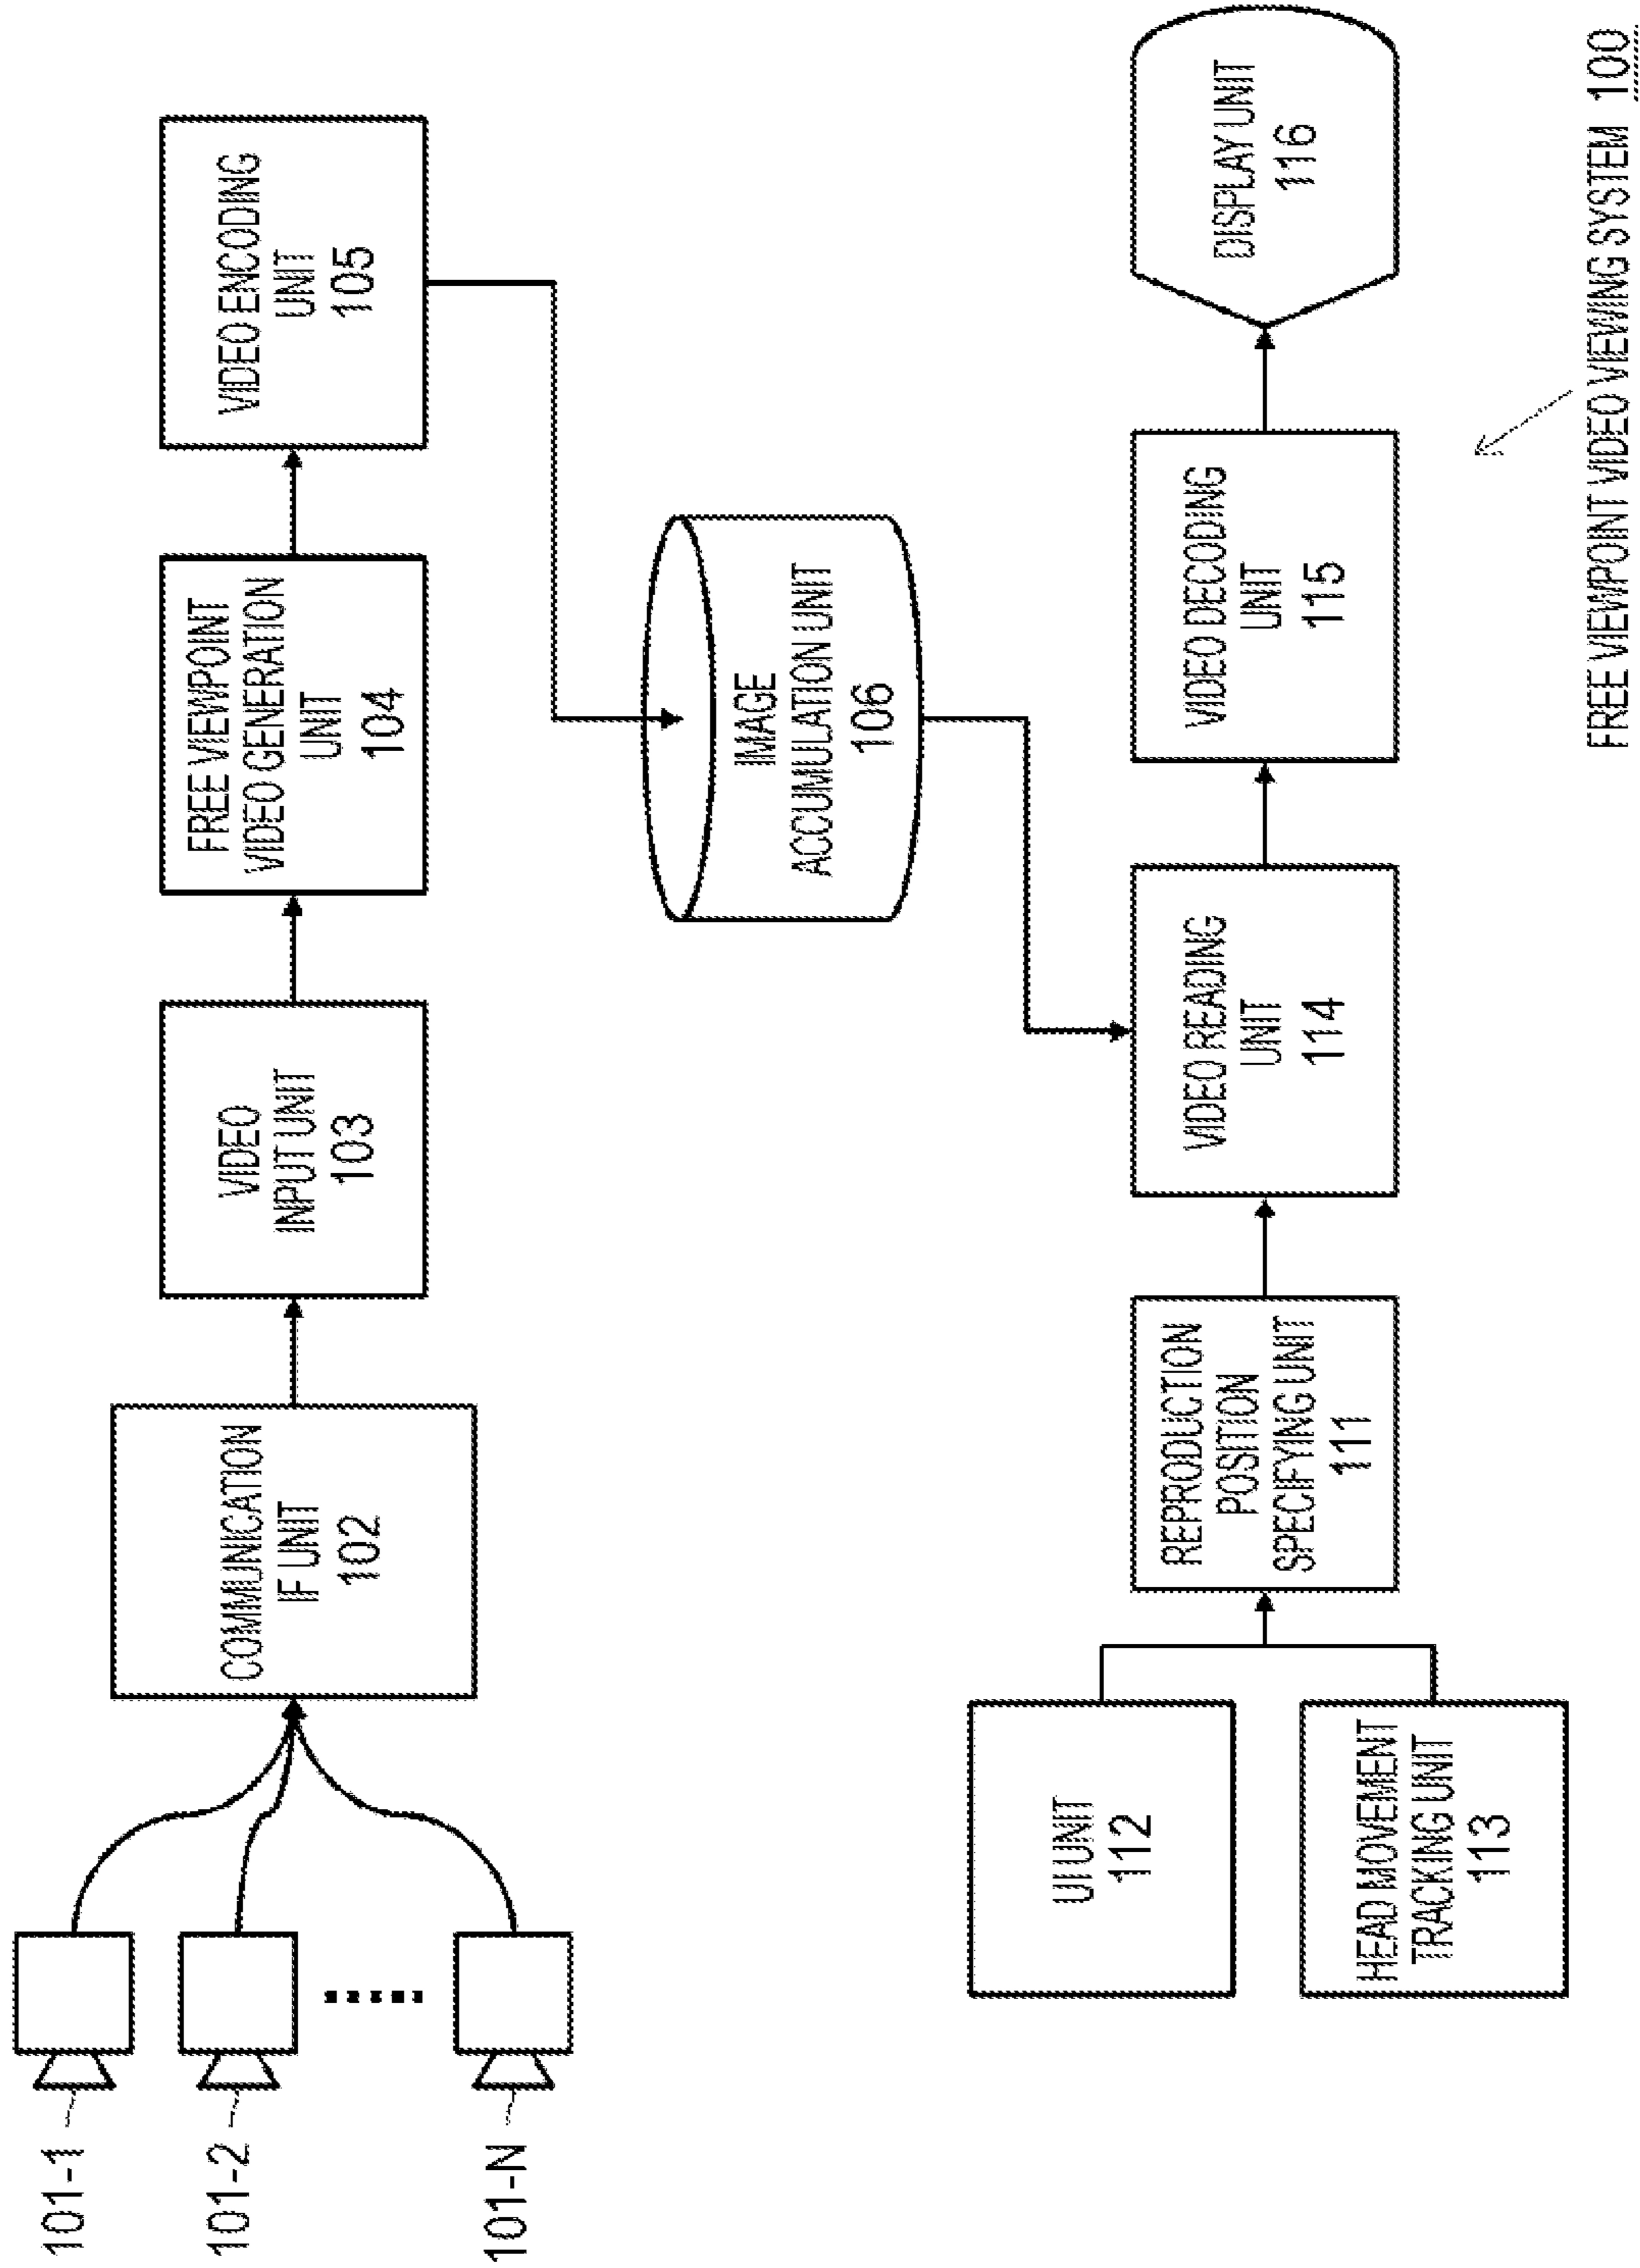 101-1
101-2
101-N
COMMUNICATION
IF UNIT
102
VIDEO
INPUT UNIT
103
FREE VIEWPOINT
VIDEO GENERATION
UNIT
104
VIDEO ENCODING
UNIT
105
IMAGE
ACCUMULATION UNIT
106
UI UNIT
112
HEAD MOVEMENT
TRACKING UNIT
113
REPRODUCTION
POSITION
SPECIFYING UNIT
111
VIDEO READING
UNIT
114
VIDEO DECODING
UNIT
115
DISPLAY UNIT
116
FREE VIEWPOINT VIDEO VIEWING SYSTEM 100